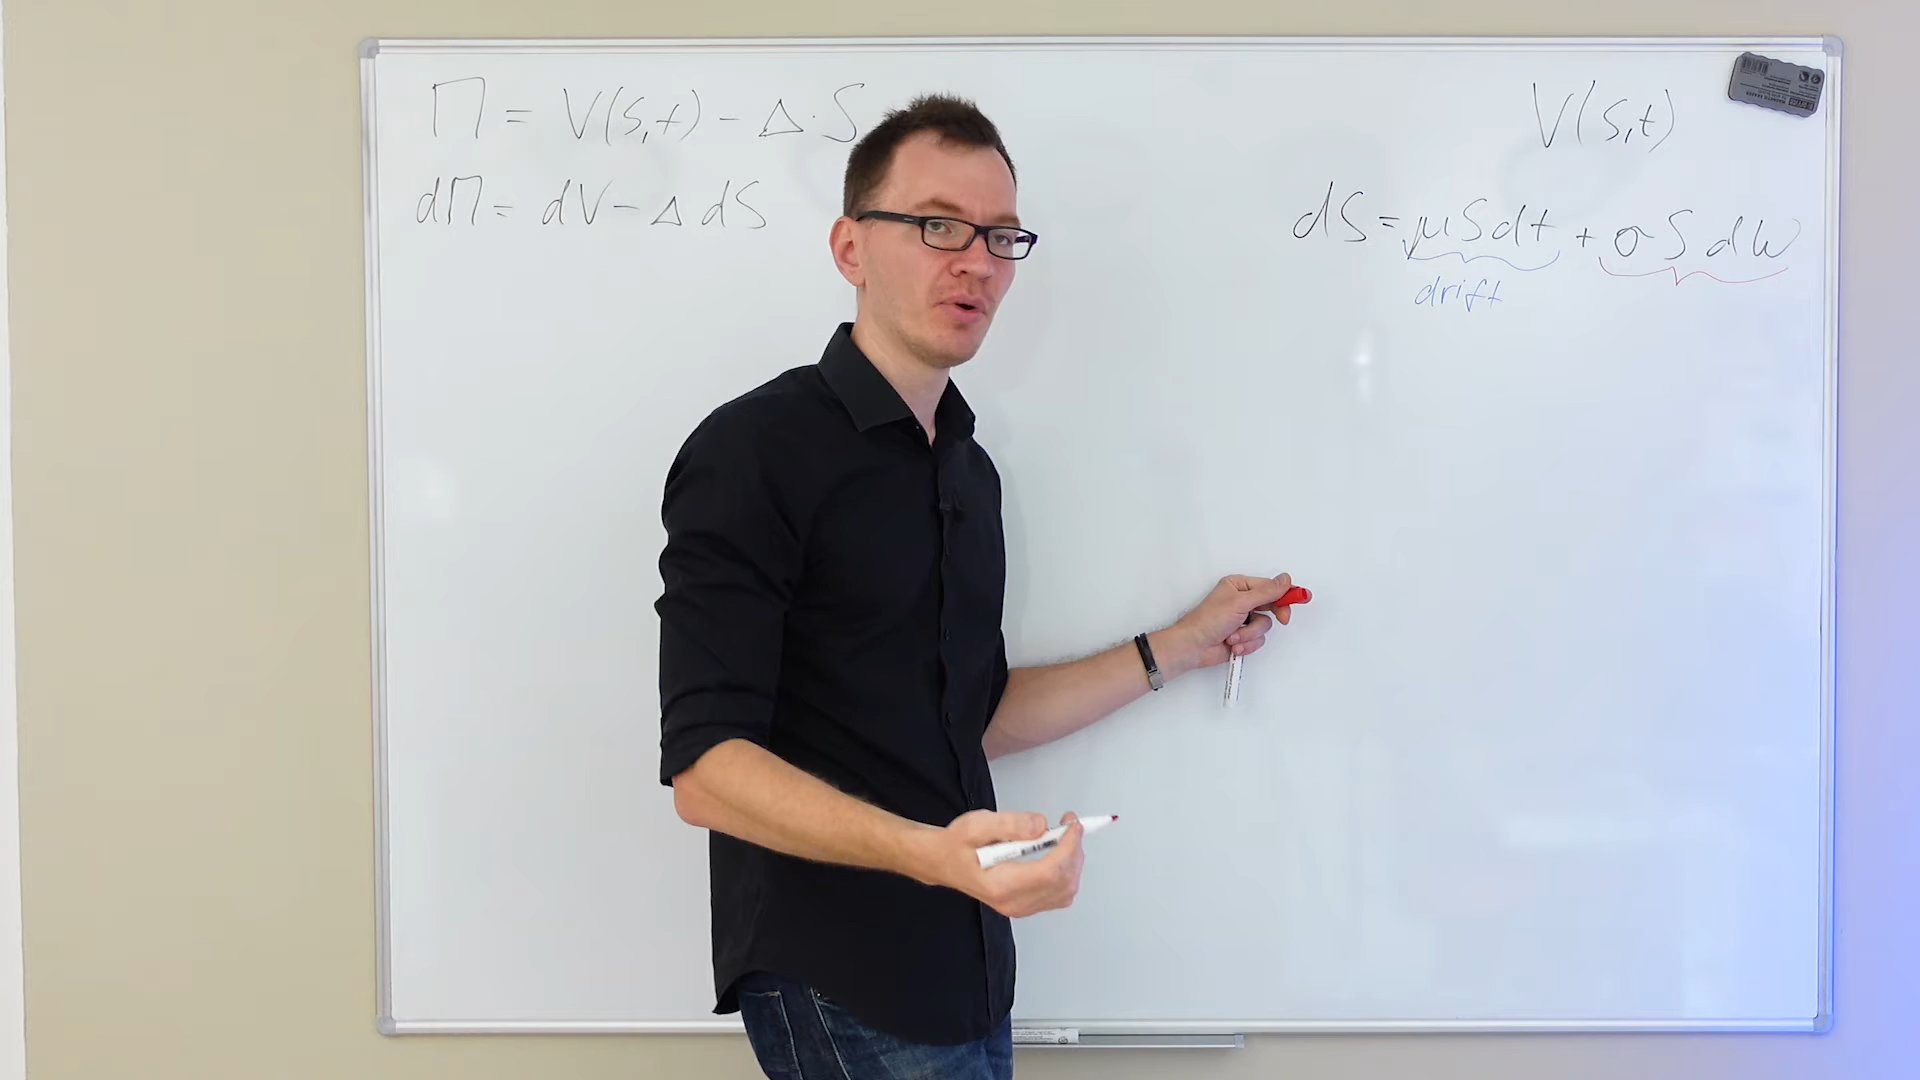 Π = V(S,t) - Δ·S
dΠ = dV - Δ dS
V(S,t)
dS = μSdt + σSdW
drift